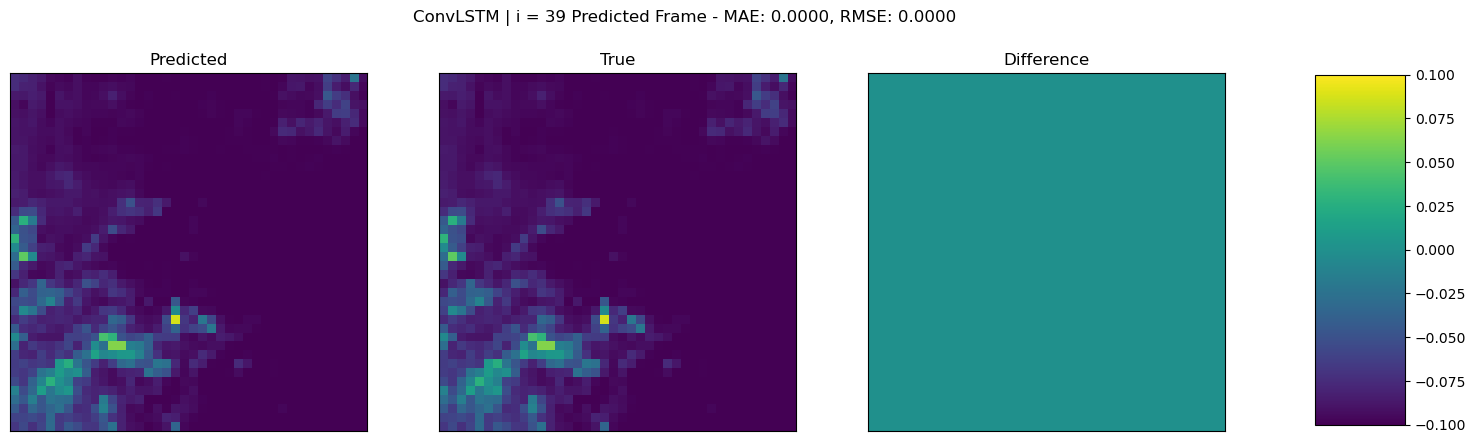 ConvLSTM | i = 39 Predicted Frame - MAE: 0.0000, RMSE: 0.0000
Predicted
True
Difference
0.100
0.075
0.050
0.025
0.000
−0.025
−0.050
−0.075
−0.100